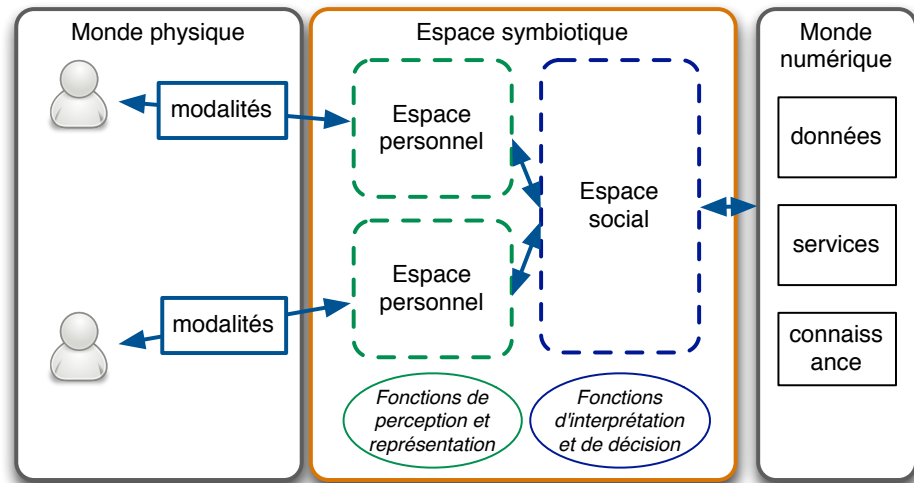 Monde physique
modalités
modalités
Espace symbiotique
Espace
personnel
Espace
personnel
Espace
social
Fonctions de
perception et
représentation
Fonctions
d'interprétation
et de décision
Monde
numérique
données
services
connaiss
ance